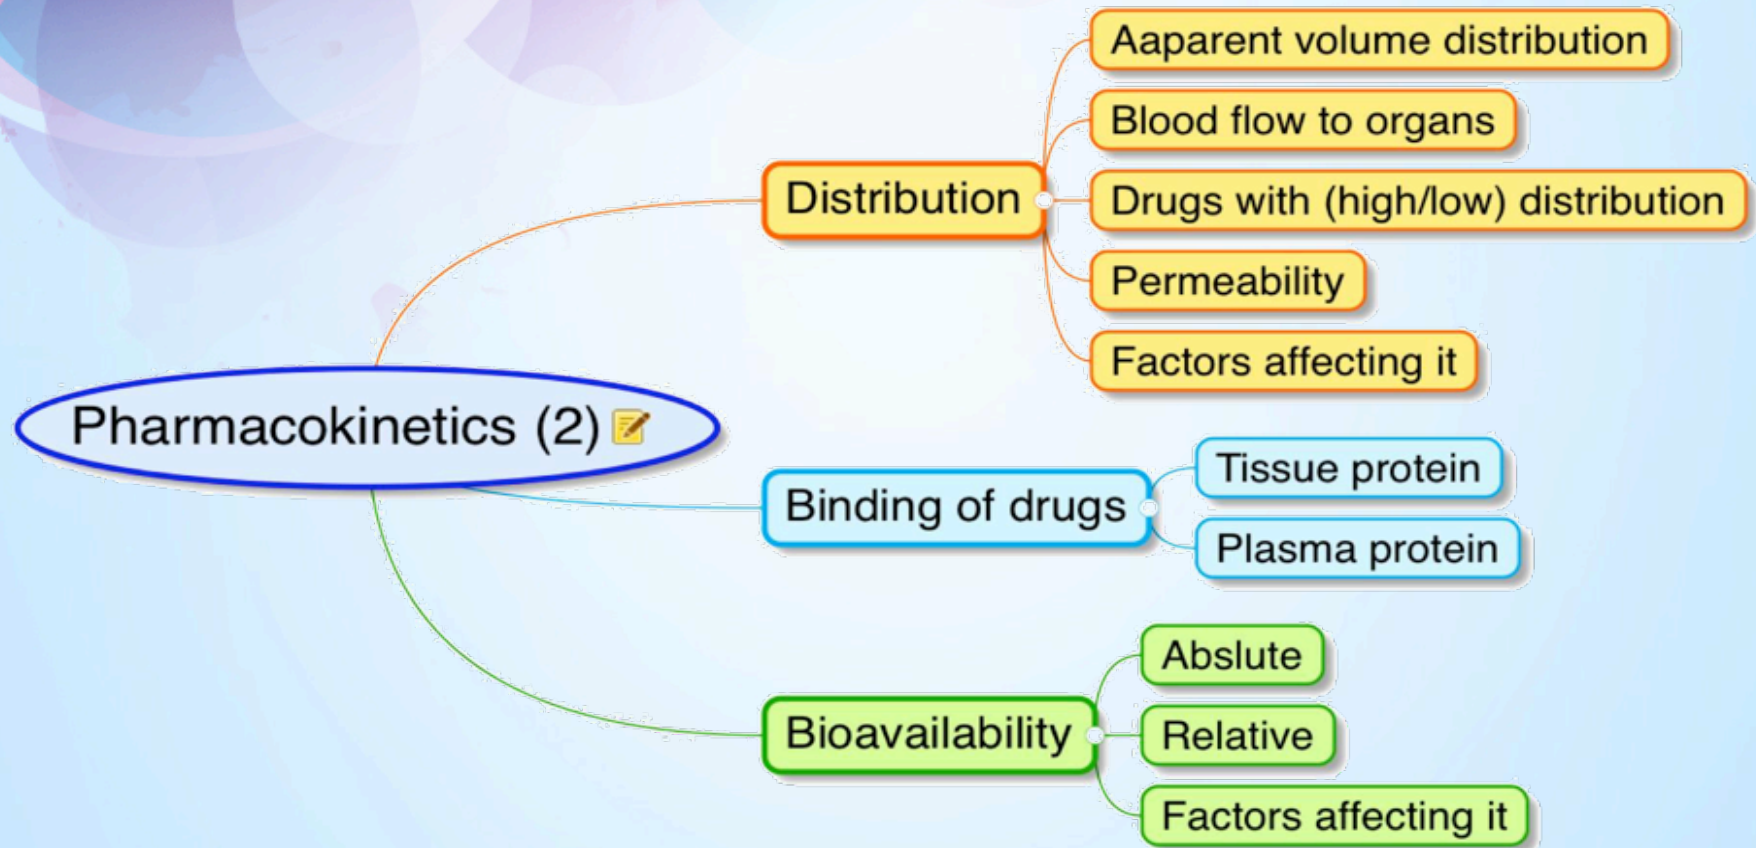 Pharmacokinetics (2)
Distribution
Aaparent volume distribution
Blood flow to organs
Drugs with (high/low) distribution
Permeability
Factors affecting it
Binding of drugs
Tissue protein
Plasma protein
Bioavailability
Abslute
Relative
Factors affecting it